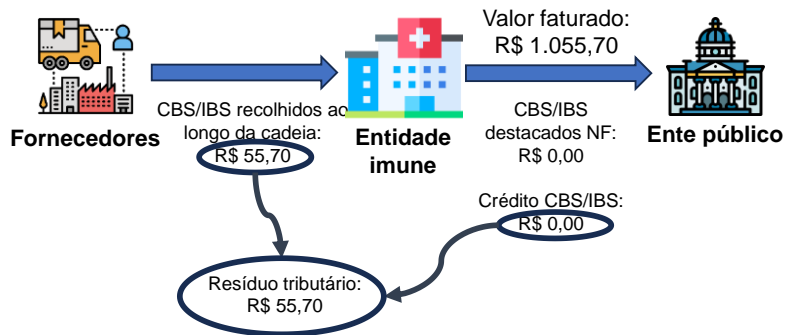 Fornecedores
CBS/IBS recolhidos ao
longo da cadeia:
R$ 55,70
Entidade
imune
Valor faturado:
R$ 1.055,70
CBS/IBS
destacados NF:
R$ 0,00
Ente público
Crédito CBS/IBS:
R$ 0,00
Resíduo tributário:
R$ 55,70